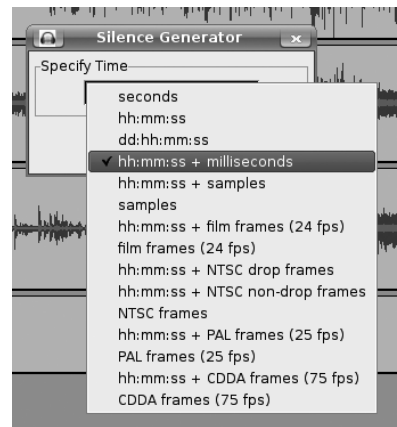 Silence Generator
Specify Time
seconds
hh:mm:ss
dd:hh:mm:ss
hh:mm:ss + milliseconds
hh:mm:ss + samples
samples
hh:mm:ss + film frames (24 fps)
film frames (24 fps)
hh:mm:ss + NTSC drop frames
hh:mm:ss + NTSC non-drop frames
NTSC frames
hh:mm:ss + PAL frames (25 fps)
PAL frames (25 fps)
hh:mm:ss + CDDA frames (75 fps)
CDDA frames (75 fps)